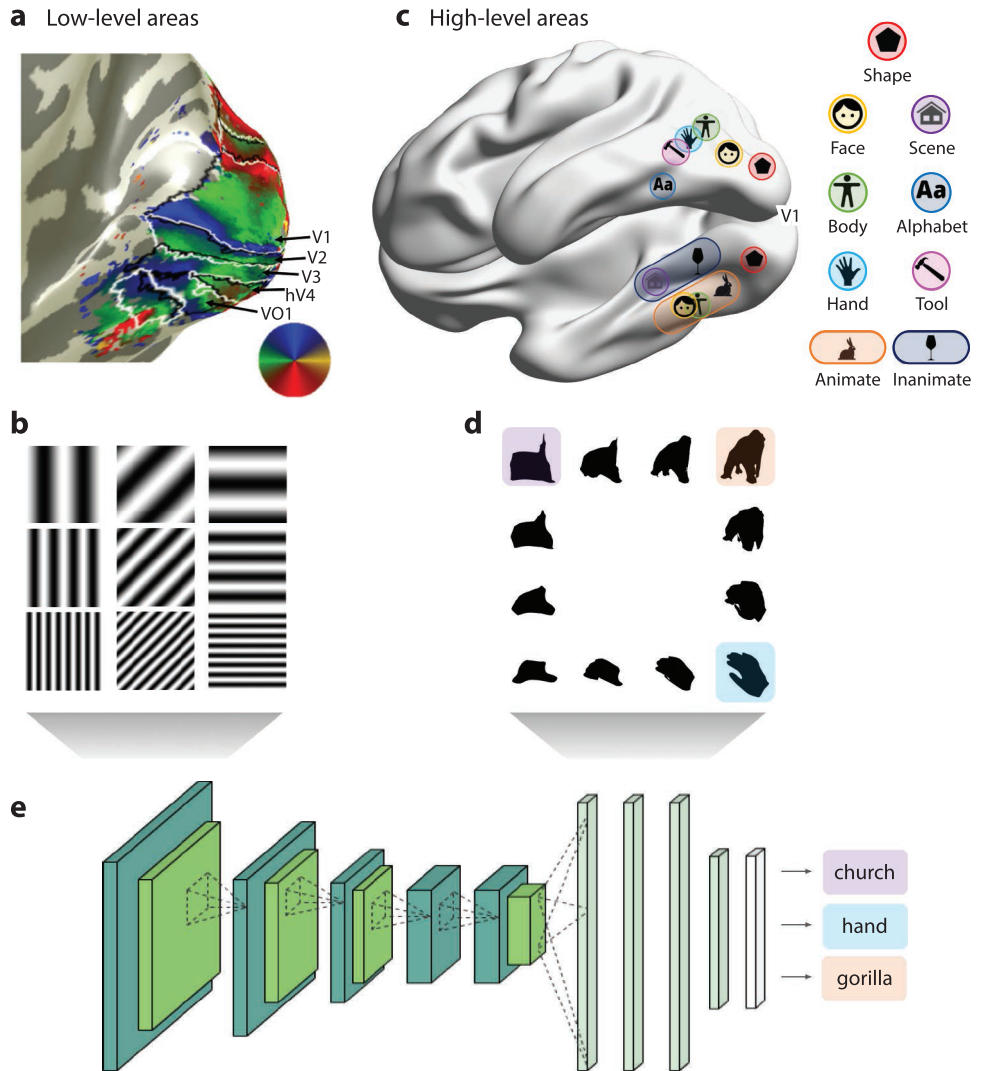 a Low-level areas
V1
V2
V3
hV4
VO1
c High-level areas
Aa
V1
Shape
Face
Scene
Aa
Body
Alphabet
Hand
Tool
Animate
Inanimate
b
d
e
church
hand
gorilla